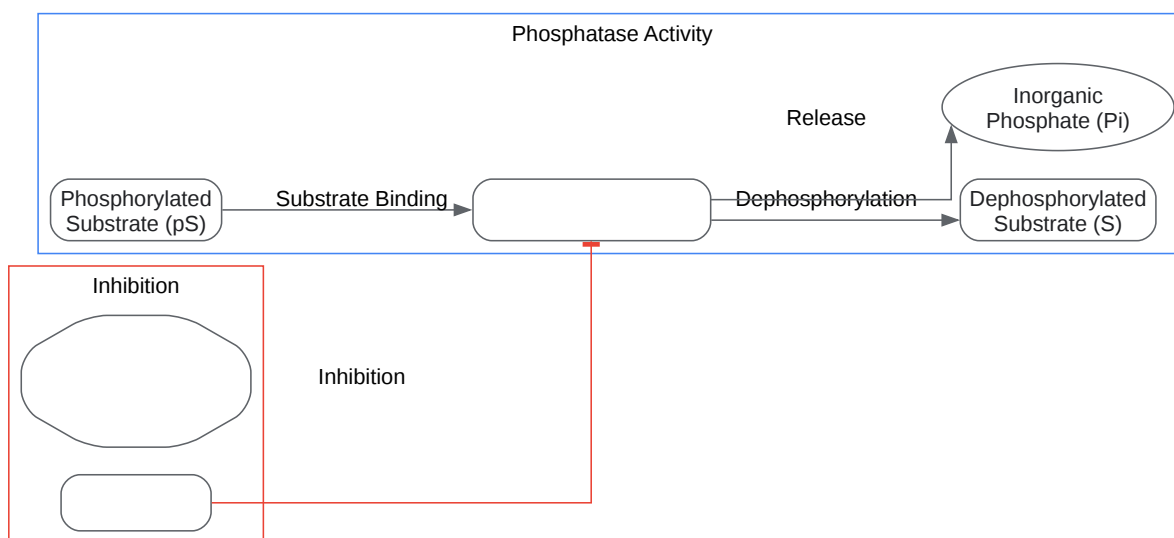 Phosphatase Activity
Inorganic
Phosphate (Pi)
Release
Phosphorylated
Substrate (pS)
Substrate Binding
Dephosphorylation
Dephosphorylated
Substrate (S)
Inhibition
Inhibition